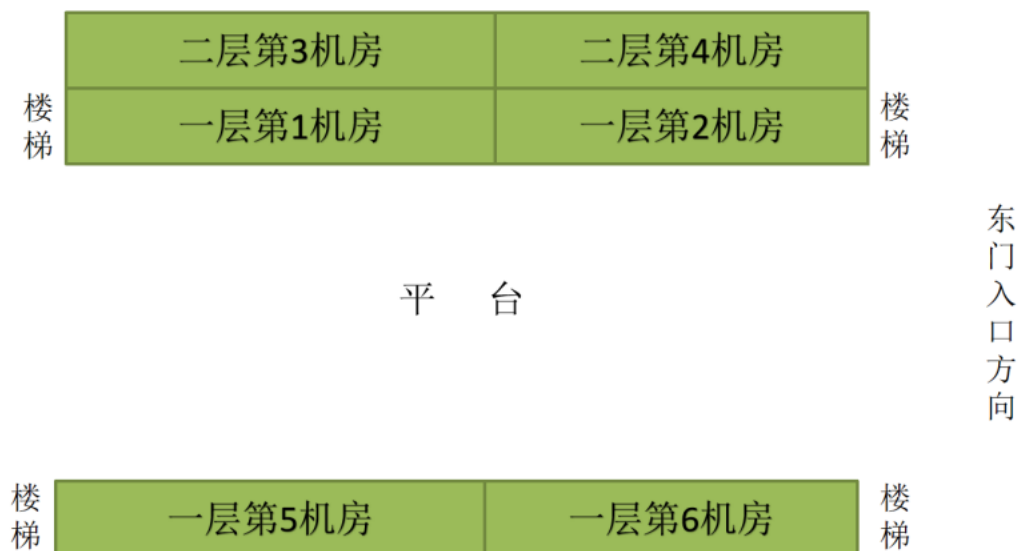 二层第3机房
二层第4机房
楼梯
一层第1机房
一层第2机房
楼梯
东门入口方向
平 台
楼梯
一层第5机房
一层第6机房
楼梯